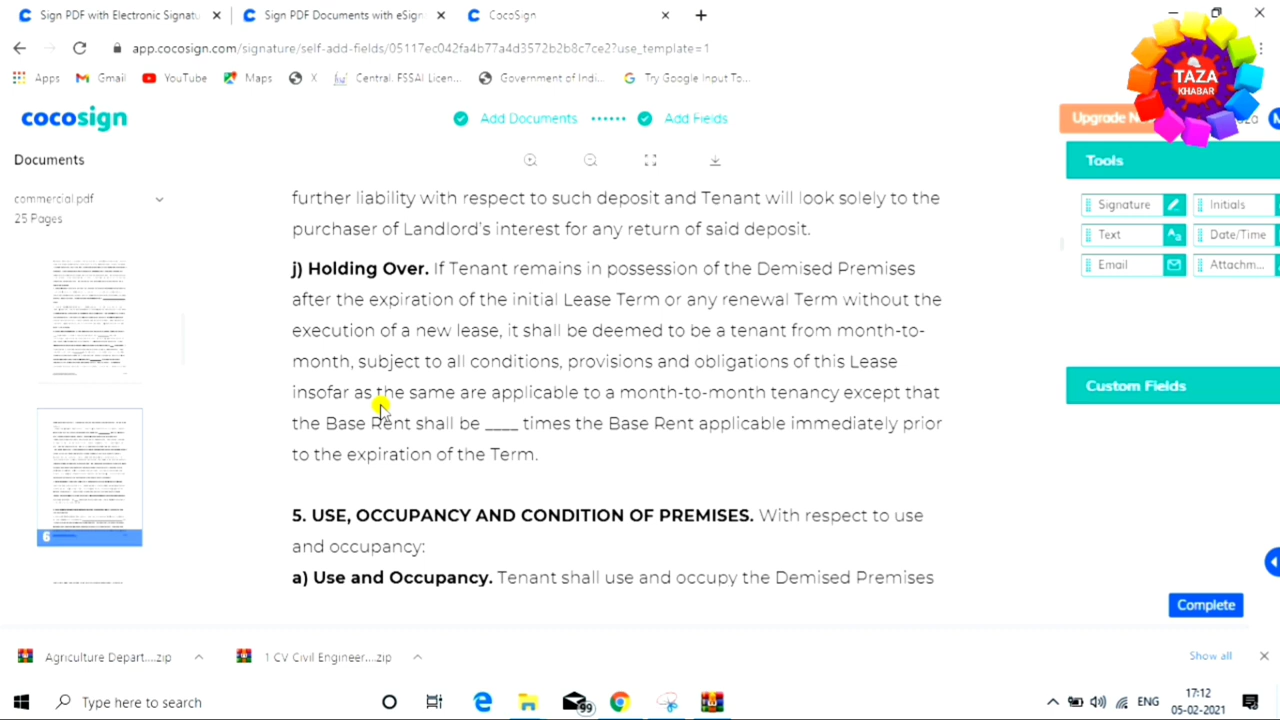 Sign PDF with Electronic Signatu
Sign PDF Documents with eSign
CocoSign
app.cocosign.com/signature/self-add-fields/05117ec042fa4b77a4d3572b2b8c7ce2?use_template=1
Apps
Gmail
YouTube
Maps
X
Central. FSSAI Licen...
Government of Indi...
Try Google Input To...
TAZA
KHABAR
cocosign
Add Documents
Add Fields
Upgrade N
Documents
Tools
commercial pdf
25 Pages
further liability with respect to such deposit and Tenant will look solely to the
purchaser of Landlord's interest for any return of said deposit.
j) Holding Over. If Tenant remains in possession of the Demised Premises
after the expiration of the Initial Lease Term or any renewal Term without the
execution of a new lease, it shall be deemed to be a tenant from month-to-
subject to all provisions and obligations of this Lease
insofar as the same are applicable to a month-to-month tenancy except that
the Base Rent shall be ____ times the Base Rent applicable immediately prior
to the expiration of the Term.
5. OCCUPANCY AND CONDITION OF PREMISES. respect to use
and occupancy:
a) Use and Occupancy. Tenant shall use and occupy the Demised Premises
Signature
Initials
Text
Date/Time
Email
Attachm...
Custom Fields
6
Complete
Agriculture Depart....zip
1 CV Civil Engineer....zip
Show all
Type here to search
99
ENG
17:12
05-02-2021